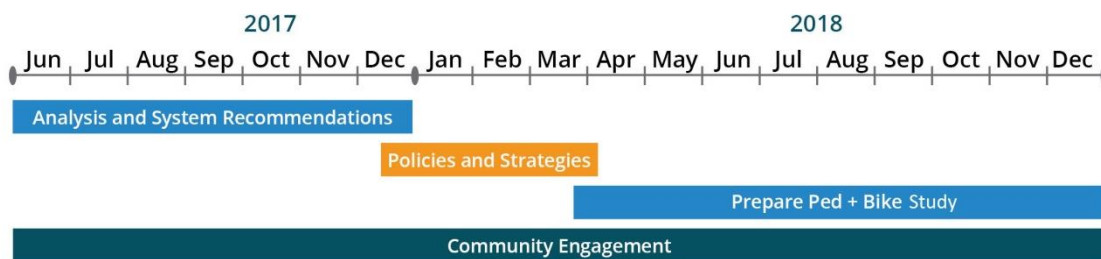 2017 2018
Jun Jul Aug Sep Oct Nov Dec Jan Feb Mar Apr May Jun Jul Aug Sep Oct Nov Dec
Analysis and System Recommendations
Policies and Strategies
Prepare Ped + Bike Study
Community Engagement